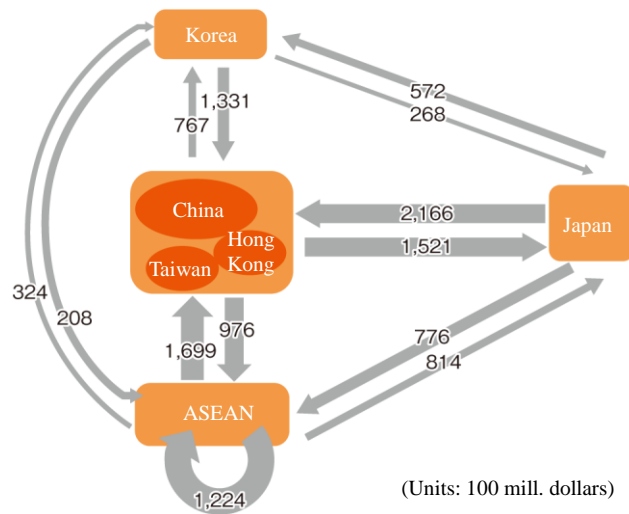 Korea
572
268
1,331
767
China
Hong
Kong
Taiwan
2,166
1,521
Japan
324
208
976
1,699
776
814
ASEAN
1,224
(Units: 100 mill. dollars)